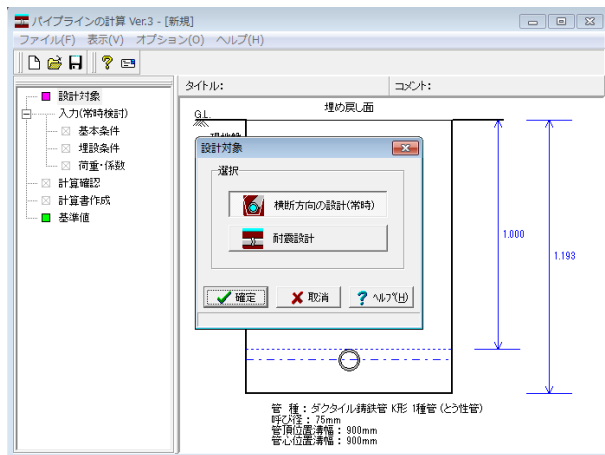 パイプラインの計算 Ver.3 - [新規]
ファイル(F) 表示(V) オプション(O) ヘルプ(H)
タイトル:
コメント:
設計対象
入力(常時検討)
基本条件
埋設条件
荷重・係数
計算確認
計算書作成
基準値
埋め戻し面
G.L.
設計対象
選択
横断方向の設計(常時)
耐震設計
確定
取消
ヘルプ(H)
1.000
1.193
管 種 : ダクタイル鋳鉄管 K形 1種管 (とう性管)
呼び径 : 75mm
管頂位置溝幅 : 900mm
管心位置溝幅 : 900mm